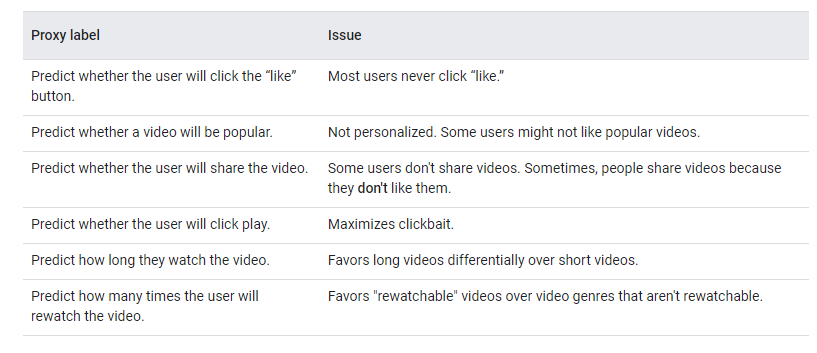 Proxy label
Issue
Predict whether the user will click the “like”
button.
Most users never click “like.”
Predict whether a video will be popular.
Not personalized. Some users might not like popular videos.
Predict whether the user will share the video.
Some users don't share videos. Sometimes, people share videos because
they don't like them.
Predict whether the user will click play.
Maximizes clickbait.
Predict how long they watch the video.
Favors long videos differentially over short videos.
Predict how many times the user will
rewatch the video.
Favors "rewatchable" videos over video genres that aren't rewatchable.